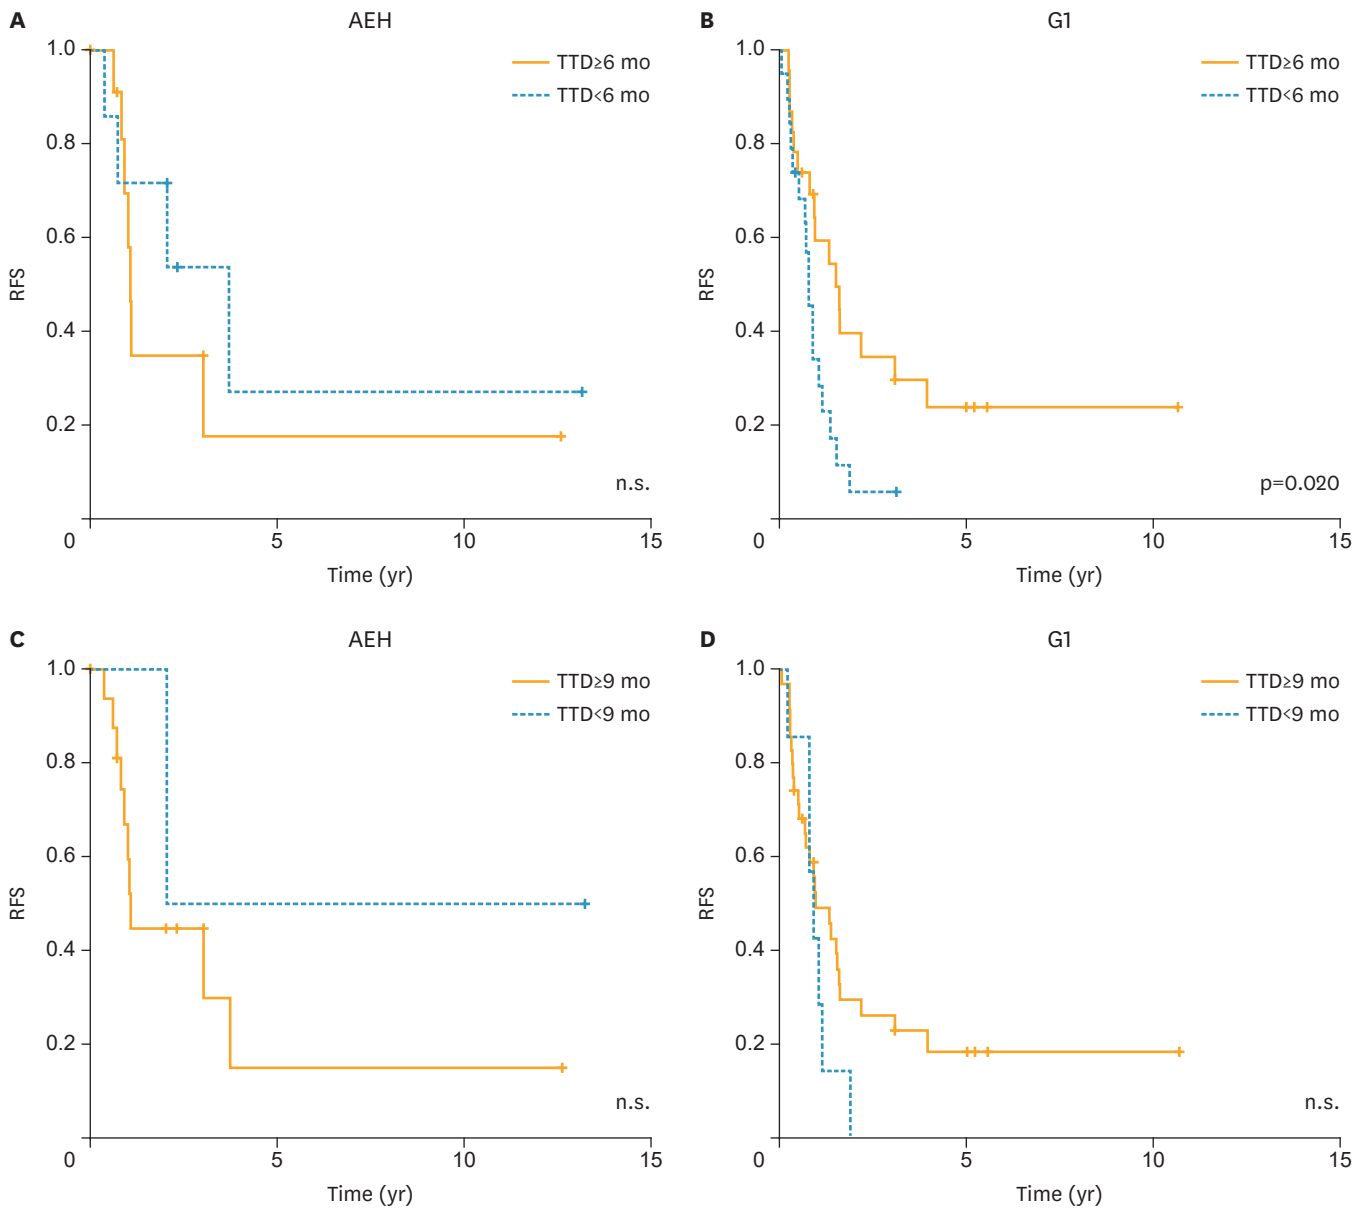 A
AEH
TTD≥6 mo
TTD<6 mo
1.0
0.8
0.6
0.4
0.2
RFS
n.s.
0
5
10
15
Time (yr)
B
G1
TTD≥6 mo
TTD<6 mo
1.0
0.8
0.6
0.4
0.2
RFS
p=0.020
0
5
10
15
Time (yr)
C
AEH
TTD≥9 mo
TTD<9 mo
1.0
0.8
0.6
0.4
0.2
RFS
n.s.
0
5
10
15
Time (yr)
D
G1
TTD≥9 mo
TTD<9 mo
1.0
0.8
0.6
0.4
0.2
RFS
n.s.
0
5
10
15
Time (yr)